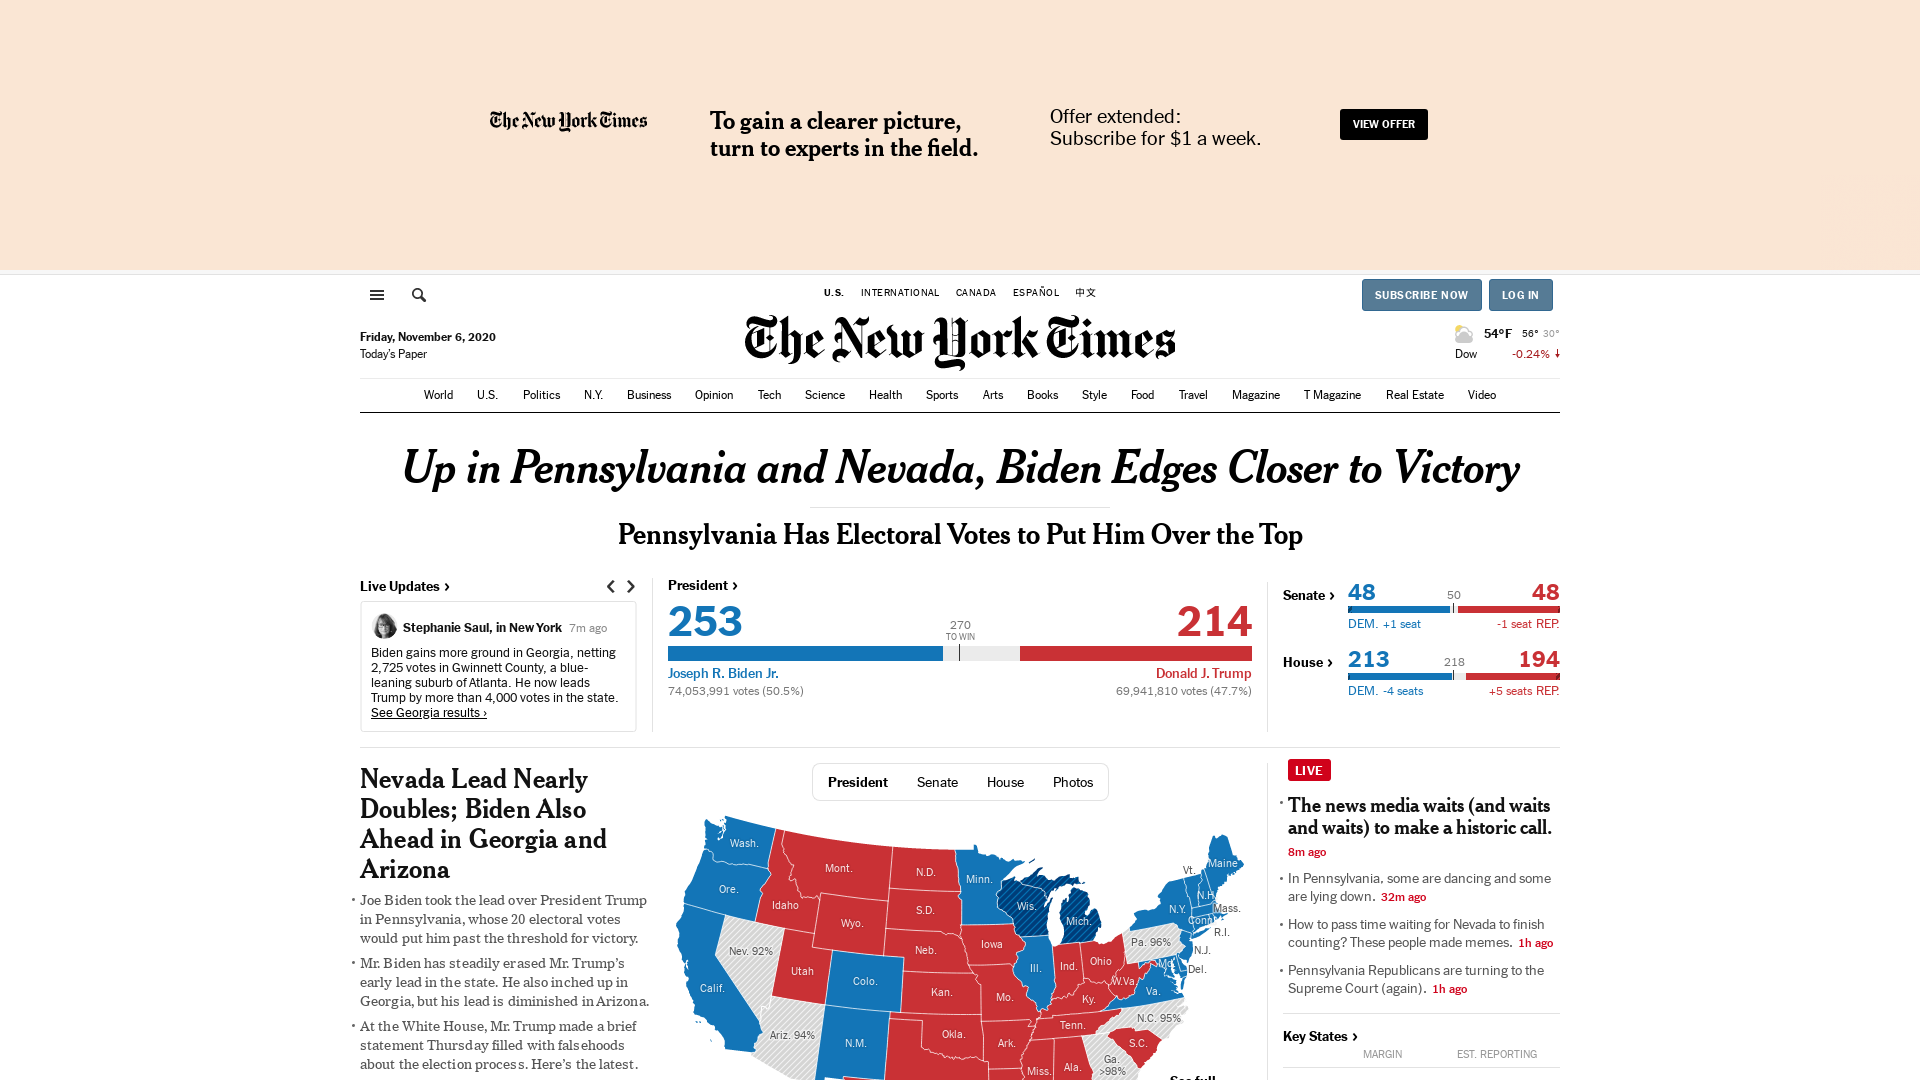 The New York Times
To gain a clearer picture,
turn to experts in the field.
Offer extended:
Subscribe for $1 a week.
VIEW OFFER
U.S. INTERNATIONAL CANADA ESPAÑOL 中文
SUBSCRIBE NOW
LOG IN
Friday, November 6, 2020
Today's Paper
The New York Times
54°F 56° 30°
Dow -0.24%
World U.S. Politics N.Y. Business Opinion Tech Science Health Sports Arts Books Style Food Travel Magazine T Magazine Real Estate Video
Up in Pennsylvania and Nevada, Biden Edges Closer to Victory
Pennsylvania Has Electoral Votes to Put Him Over the Top
Live Updates ›
Stephanie Saul, in New York 7m ago
Biden gains more ground in Georgia, netting
2,725 votes in Gwinnett County, a blue-
leaning suburb of Atlanta. He now leads
Trump by more than 4,000 votes in the state.
See Georgia results ›
President ›
253
270
TO WIN
214
Joseph R. Biden Jr.
Donald J. Trump
74,053,991 votes (50.5%)
69,941,810 votes (47.7%)
Senate ›
48 50 48
DEM. +1 seat -1 seat REP.
House ›
213 218 194
DEM. -4 seats +5 seats REP.
Nevada Lead Nearly
Doubles; Biden Also
Ahead in Georgia and
Arizona
• Joe Biden took the lead over President Trump
in Pennsylvania, whose 20 electoral votes
would put him past the threshold for victory.
• Mr. Biden has steadily erased Mr. Trump's
early lead in the state. He also inched up in
Georgia, but his lead is diminished in Arizona.
• At the White House, Mr. Trump made a brief
statement Thursday filled with falsehoods
about the election process. Here's the latest.
President Senate House Photos
Wash.
Ore.
Idaho
Mont.
N.D.
S.D.
Wyo.
Minn.
Wis.
Mich.
Vt.
Maine
N.H.
N.Y.
Mass.
Conn.
R.I.
Nev. 92%
Utah
Colo.
Neb.
Iowa
Ill.
Ind.
Ohio
Pa. 96%
N.J.
Md.
Del.
W.Va.
Va.
Calif.
Kan.
Mo.
Ky.
Ariz. 94%
N.M.
Okla.
Ark.
Tenn.
N.C. 95%
S.C.
Miss.
Ala.
Ga.
>98%
See full
LIVE
• The news media waits (and waits
and waits) to make a historic call.
8m ago
• In Pennsylvania, some are dancing and some
are lying down. 32m ago
• How to pass time waiting for Nevada to finish
counting? These people made memes. 1h ago
• Pennsylvania Republicans are turning to the
Supreme Court (again). 1h ago
Key States ›
MARGIN EST. REPORTING